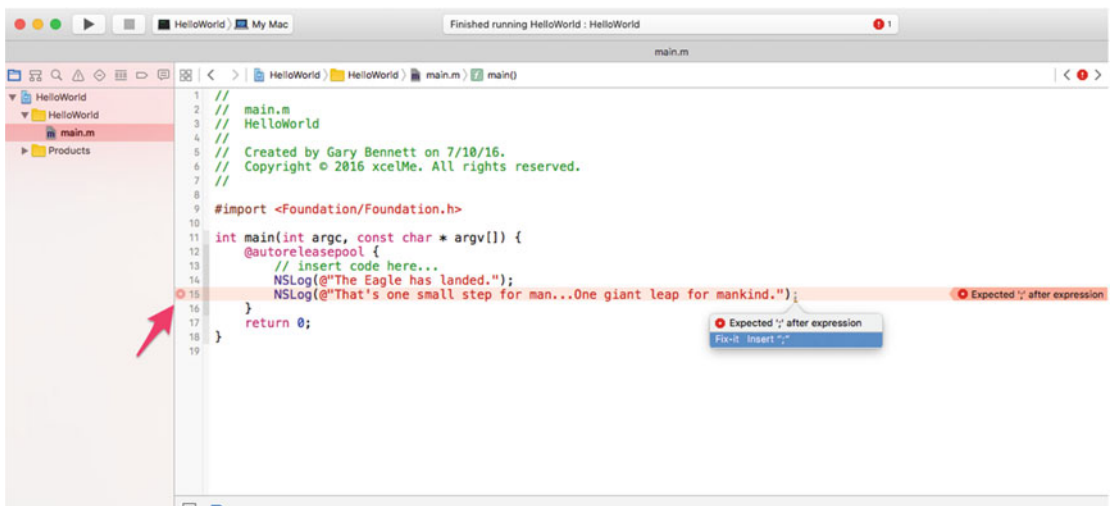 HelloWorld 〉 My Mac
Finished running HelloWorld : HelloWorld
1
main.m
HelloWorld 〉 HelloWorld 〉 main.m 〉 main()
HelloWorld
HelloWorld
main.m
Products
1 //
2 // main.m
3 // HelloWorld
4 //
5 // Created by Gary Bennett on 7/10/16.
6 // Copyright © 2016 xcelMe. All rights reserved.
7 //
8
9 #import <Foundation/Foundation.h>
10
11 int main(int argc, const char * argv[]) {
12 @autoreleasepool {
13 // insert code here...
14 NSLog(@"The Eagle has landed.");
15 NSLog(@"That's one small step for man...One giant leap for mankind."); Expected ';' after expression
16 }
17 return 0;
18 }
19
Expected ';' after expression
Fix-it Insert ";"